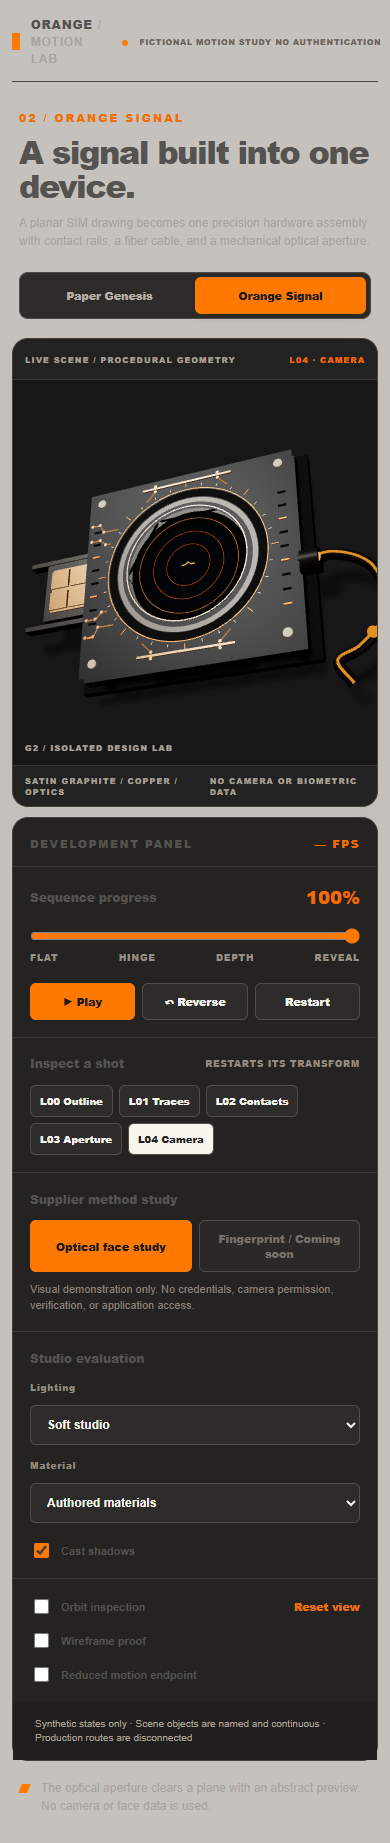 ORANGE /
MOTION
LAB
FICTIONAL MOTION STUDY NO AUTHENTICATION
02 / ORANGE SIGNAL
A signal built into one
device.
A planar SIM drawing becomes one precision hardware assembly
with contact rails, a fiber cable, and a mechanical optical aperture.
Paper Genesis
Orange Signal
LIVE SCENE / PROCEDURAL GEOMETRY
L04 · CAMERA
G2 / ISOLATED DESIGN LAB
SATIN GRAPHITE / COPPER /
OPTICS
NO CAMERA OR BIOMETRIC
DATA
DEVELOPMENT PANEL
— FPS
Sequence progress
100%
FLAT
HINGE
DEPTH
REVEAL
▶ Play
↶ Reverse
Restart
Inspect a shot
RESTARTS ITS TRANSFORM
L00 Outline
L01 Traces
L02 Contacts
L03 Aperture
L04 Camera
Supplier method study
Optical face study
Fingerprint / Coming
soon
Visual demonstration only. No credentials, camera permission,
verification, or application access.
Studio evaluation
Lighting
Soft studio
Material
Authored materials
Cast shadows
Orbit inspection
Reset view
Wireframe proof
Reduced motion endpoint
Synthetic states only · Scene objects are named and continuous ·
Production routes are disconnected
The optical aperture clears a plane with an abstract preview.
No camera or face data is used.